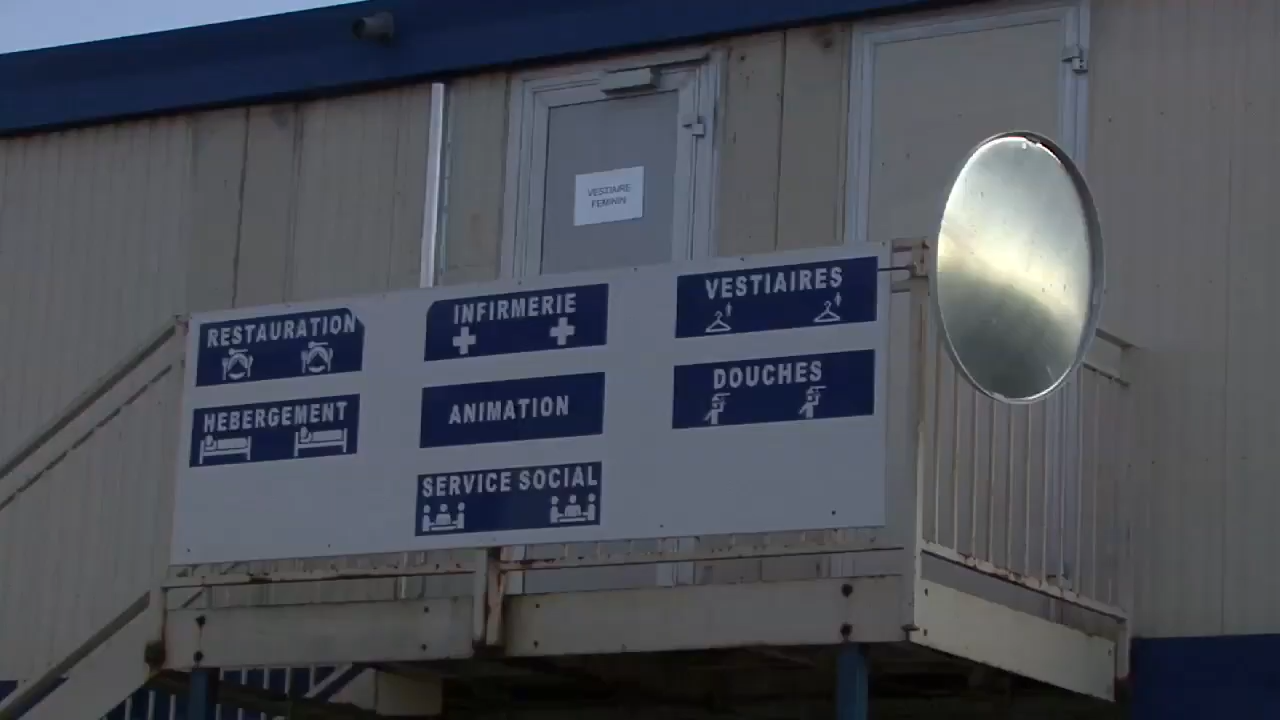 VESTIAIRE
FEMININ
RESTAURATION
HEBERGEMENT
INFIRMERIE
ANIMATION
SERVICE SOCIAL
VESTIAIRES
DOUCHES